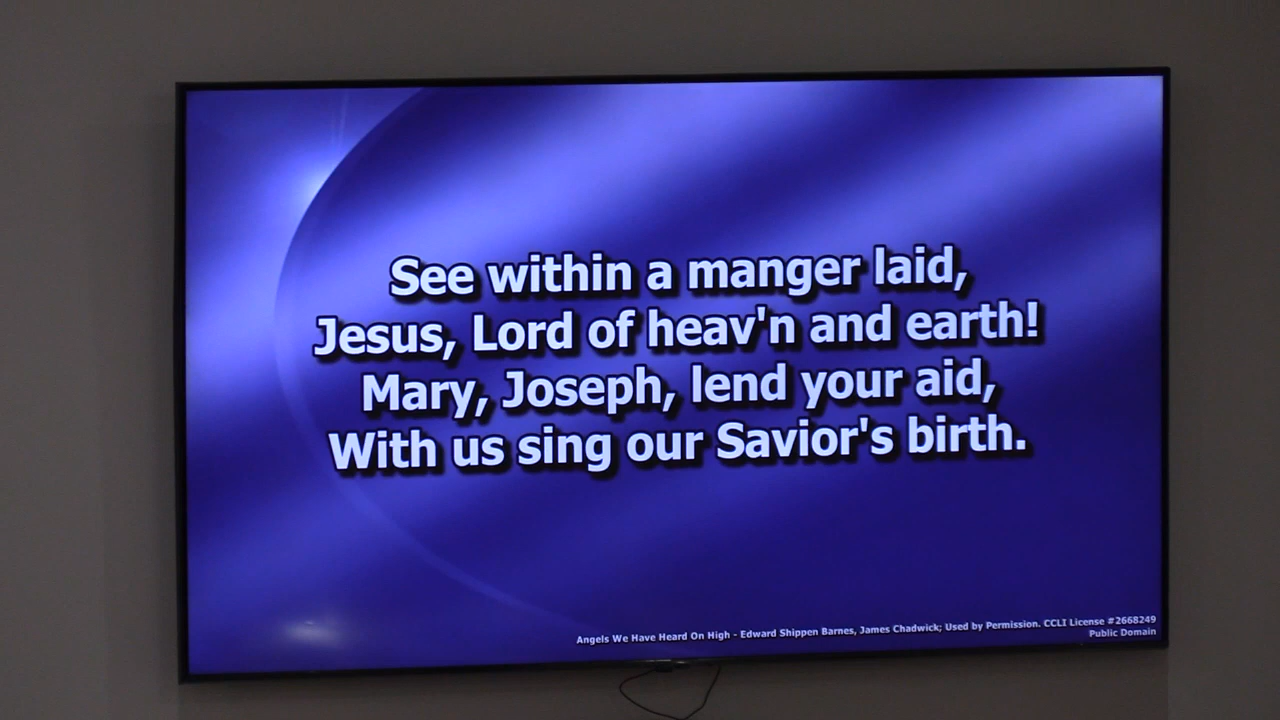 See within a manger laid,
Jesus, Lord of heav'n and earth!
Mary, Joseph, lend your aid,
With us sing our Savior's birth.
Angels We Have Heard On High - Edward Shippen Barnes, James Chadwick; Used by Permission. CCLI License #2668249
Public Domain